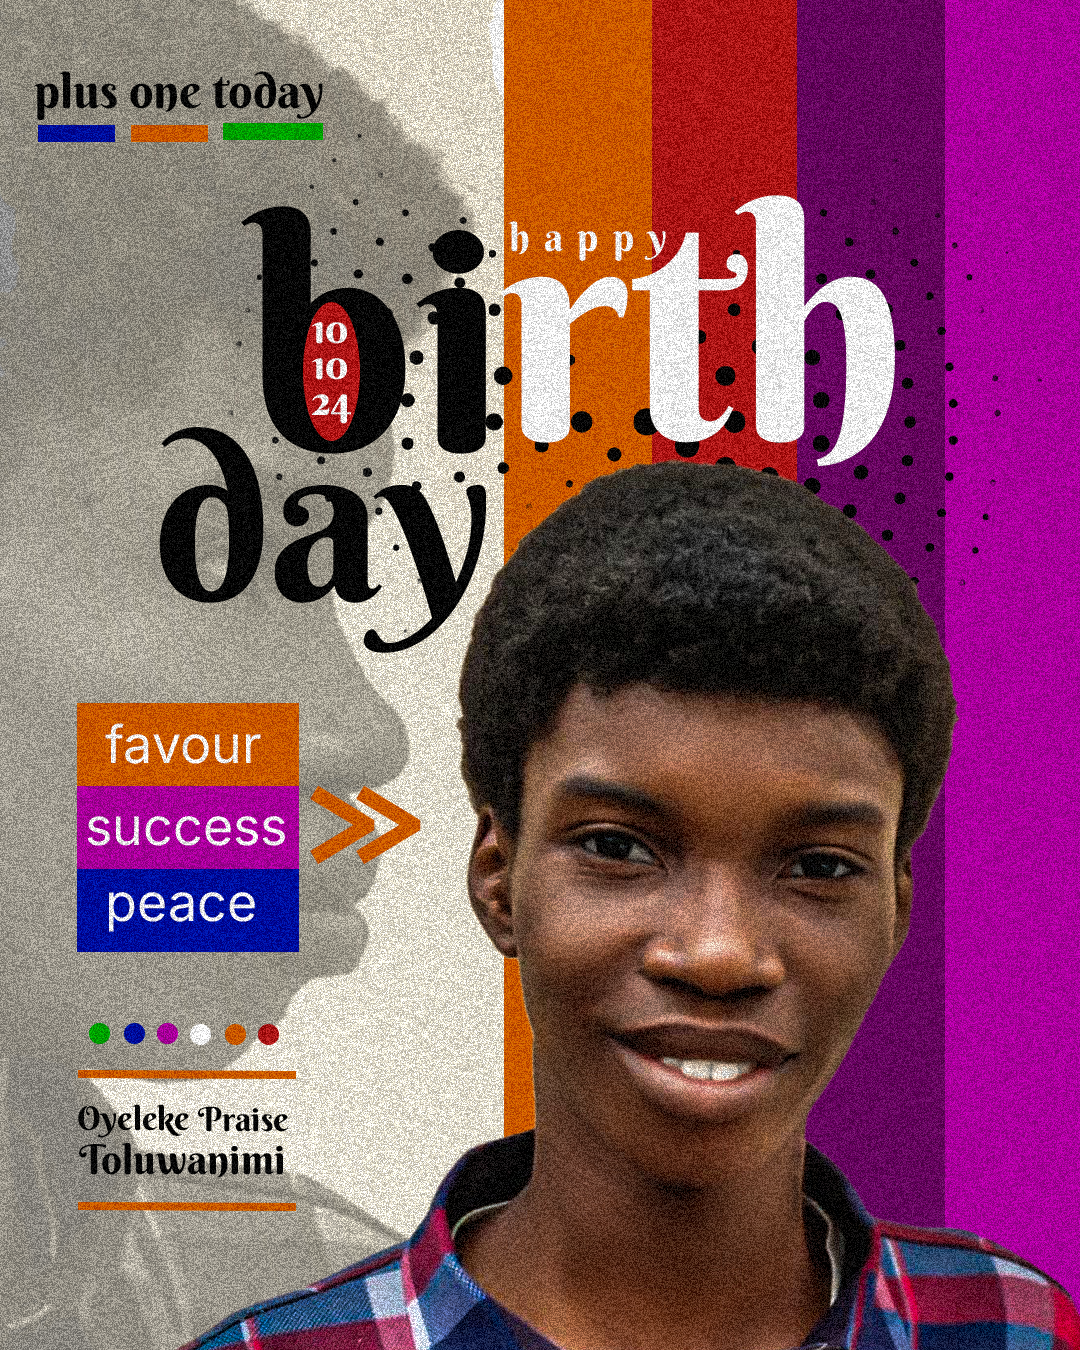 plus one today
happy
birth
10
10
24
day
favour
success
peace
Oyeleke Praise
Toluwanimi